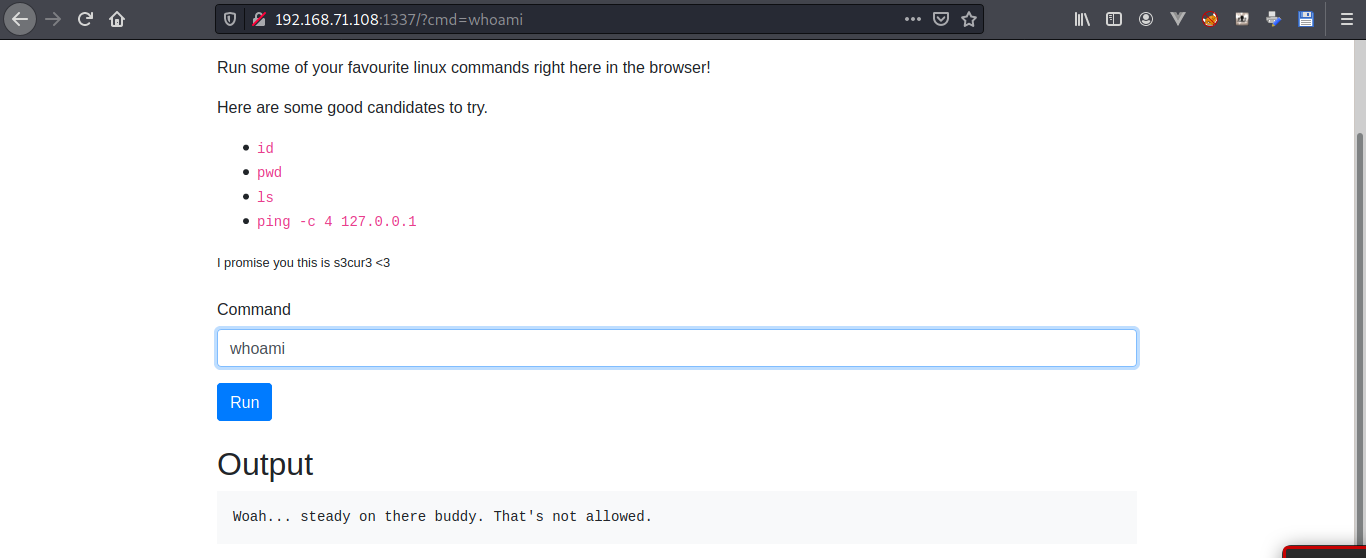 192.168.71.108:1337/?cmd=whoami
Run some of your favourite linux commands right here in the browser!
Here are some good candidates to try.
id
pwd
ls
ping -c 4 127.0.0.1
I promise you this is s3cur3 <3
Command
whoami
Run
Output
Woah... steady on there buddy. That's not allowed.